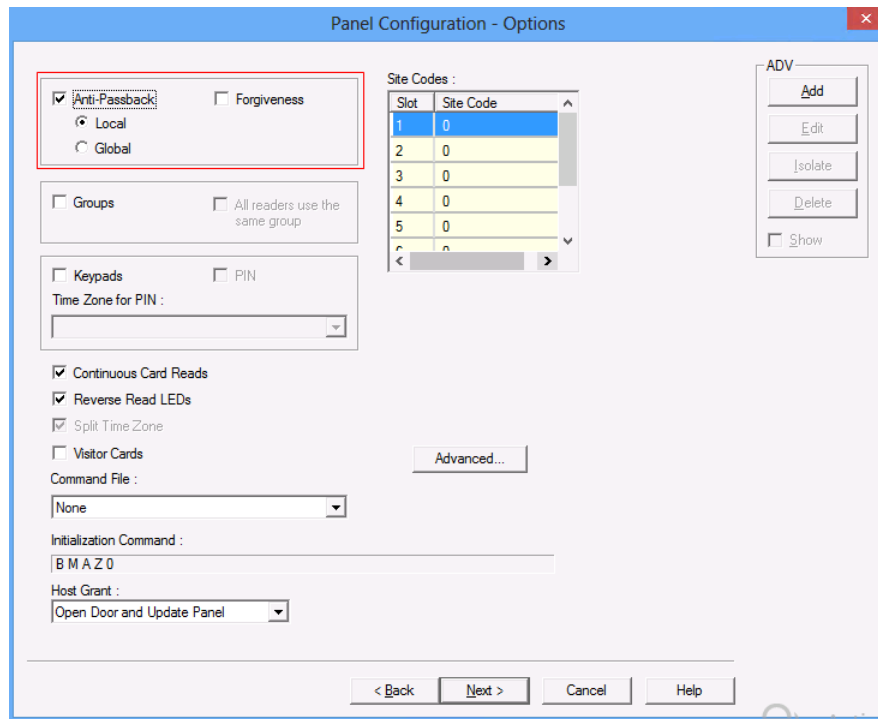 Panel Configuration - Options
Anti-Passback
Forgiveness
Local
Global
Groups
All readers use the
same group
Keypads
PIN
Time Zone for PIN :
Continuous Card Reads
Reverse Read LEDs
Split Time Zone
Visitor Cards
Command File :
None
Initialization Command :
B M A Z 0
Host Grant :
Open Door and Update Panel
Site Codes :
Slot Site Code
1 0
2 0
3 0
4 0
5 0
Advanced...
ADV
Add
Edit
Isolate
Delete
Show
< Back
Next >
Cancel
Help